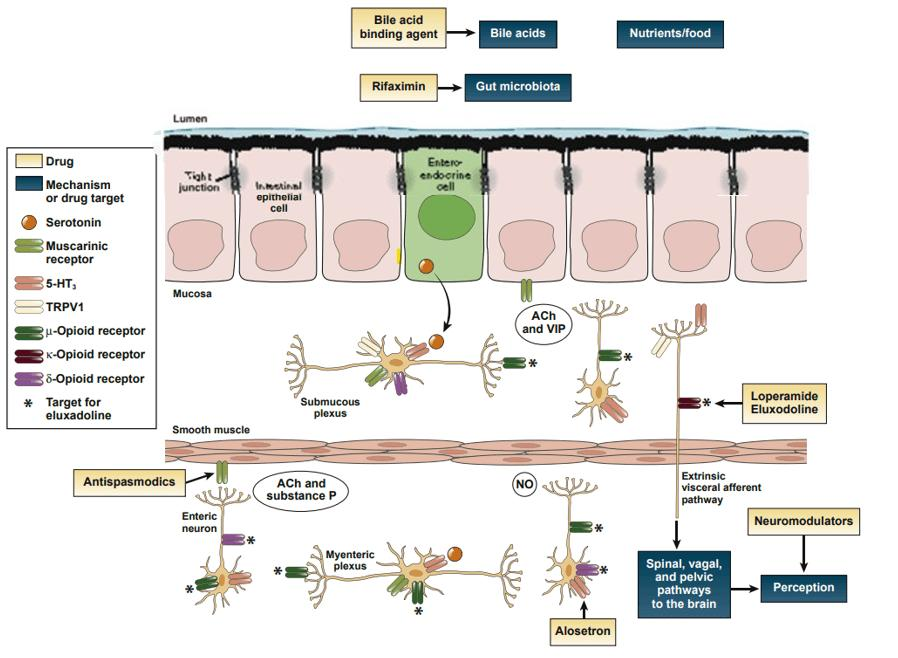 Bile acid
binding agent
Bile acids
Nutrients/food
Rifaximin
Gut microbiota
Lumen
Drug
Mechanism
or drug target
Serotonin
Muscarinic
receptor
5-HT₃
TRPV1
μ-Opioid receptor
κ-Opioid receptor
δ-Opioid receptor
* Target for
eluxadoline
Tight
junction
Intestinal
epithelial
cell
Entero-
endocrine
cell
Mucosa
ACh
and VIP
*
*
Submucous
plexus
*
Loperamide
Eluxodoline
Smooth muscle
Antispasmodics
ACh and
substance P
NO
Extrinsic
visceral afferent
pathway
Enteric
neuron
*
*
Neuromodulators
Myenteric
plexus
*
*
*
*
Spinal, vagal,
and pelvic
pathways
to the brain
Perception
Alosetron